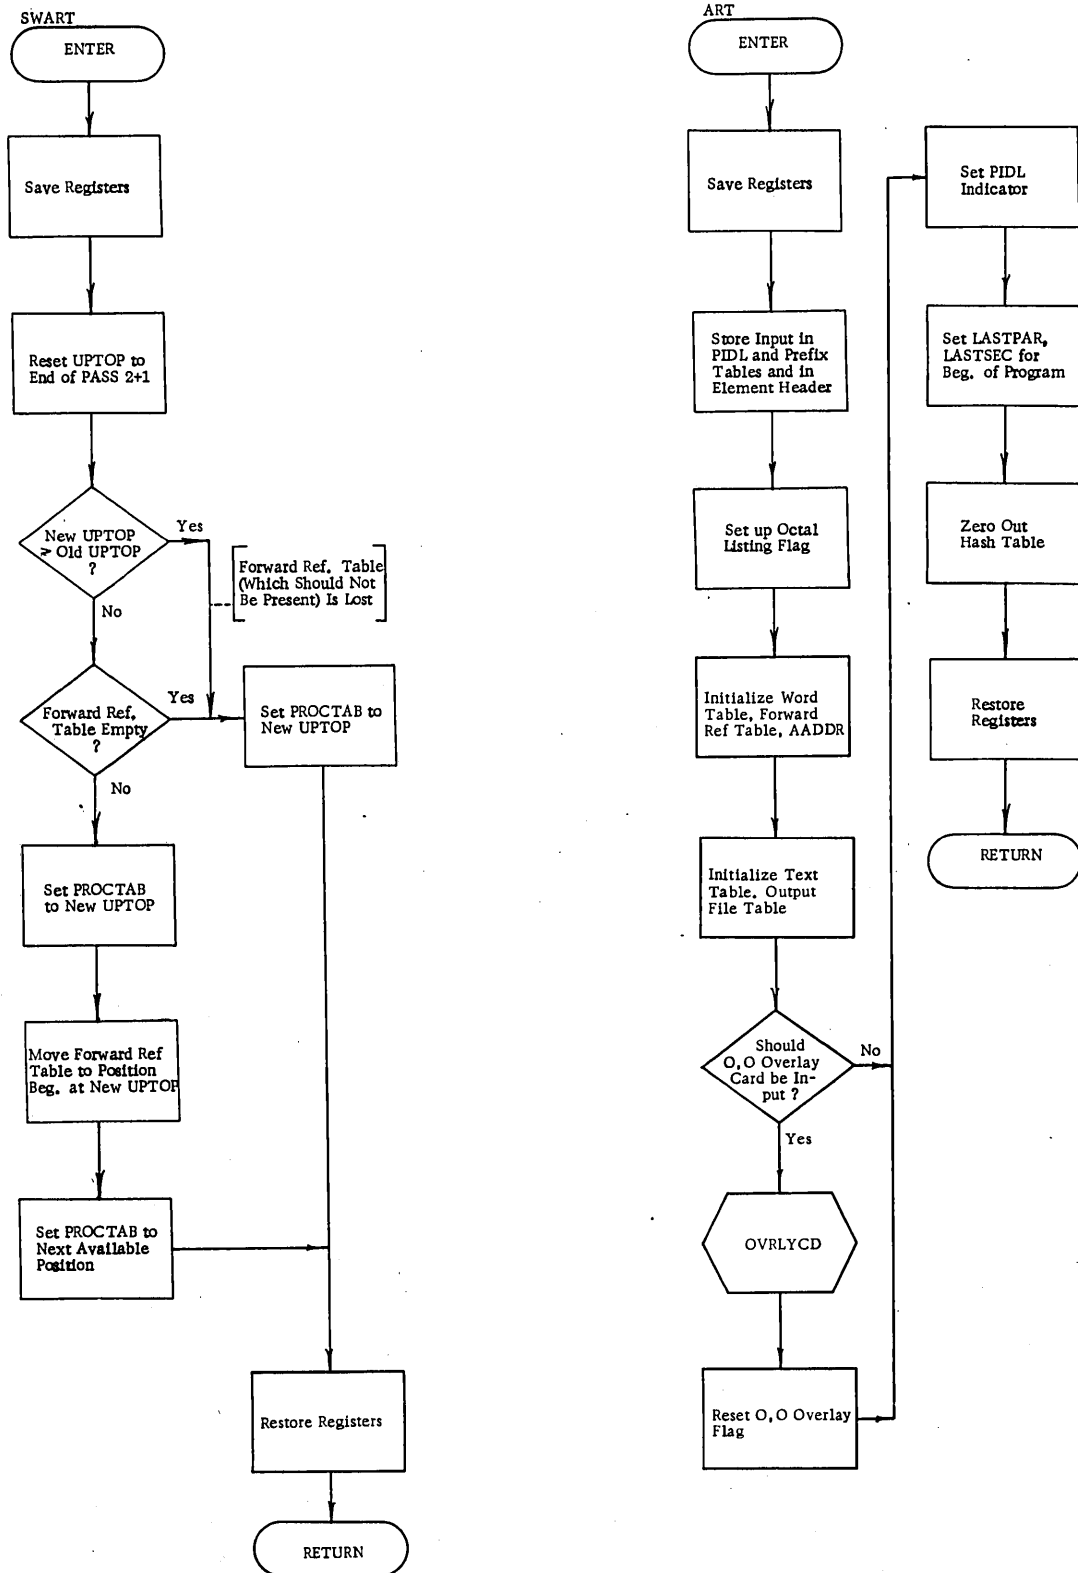 SWART
ENTER
Save Registers
Reset UPTOP to
End of PASS 2+1
New UPTOP
≥ Old UPTOP
?
Yes
No
Forward Ref. Table
(Which Should Not
Be Present) Is Lost
Forward Ref.
Table Empty
?
Yes
No
Set PROCTAB to
New UPTOP
Set PROCTAB
to New UPTOP
Move Forward Ref
Table to Position
Beg. at New UPTOP
Set PROCTAB to
Next Available
Position
Restore Registers
RETURN
ART
ENTER
Save Registers
Store Input in
PIDL and Prefix
Tables and in
Element Header
Set up Octal
Listing Flag
Initialize Word
Table, Forward
Ref Table, AADDR
Initialize Text
Table. Output
File Table
Should
O,O Overlay
Card be In-
put ?
No
Yes
OVRLYCD
Reset O,O Overlay
Flag
Set PIDL
Indicator
Set LASTPAR,
LASTSEC for
Beg. of Program
Zero Out
Hash Table
Restore
Registers
RETURN